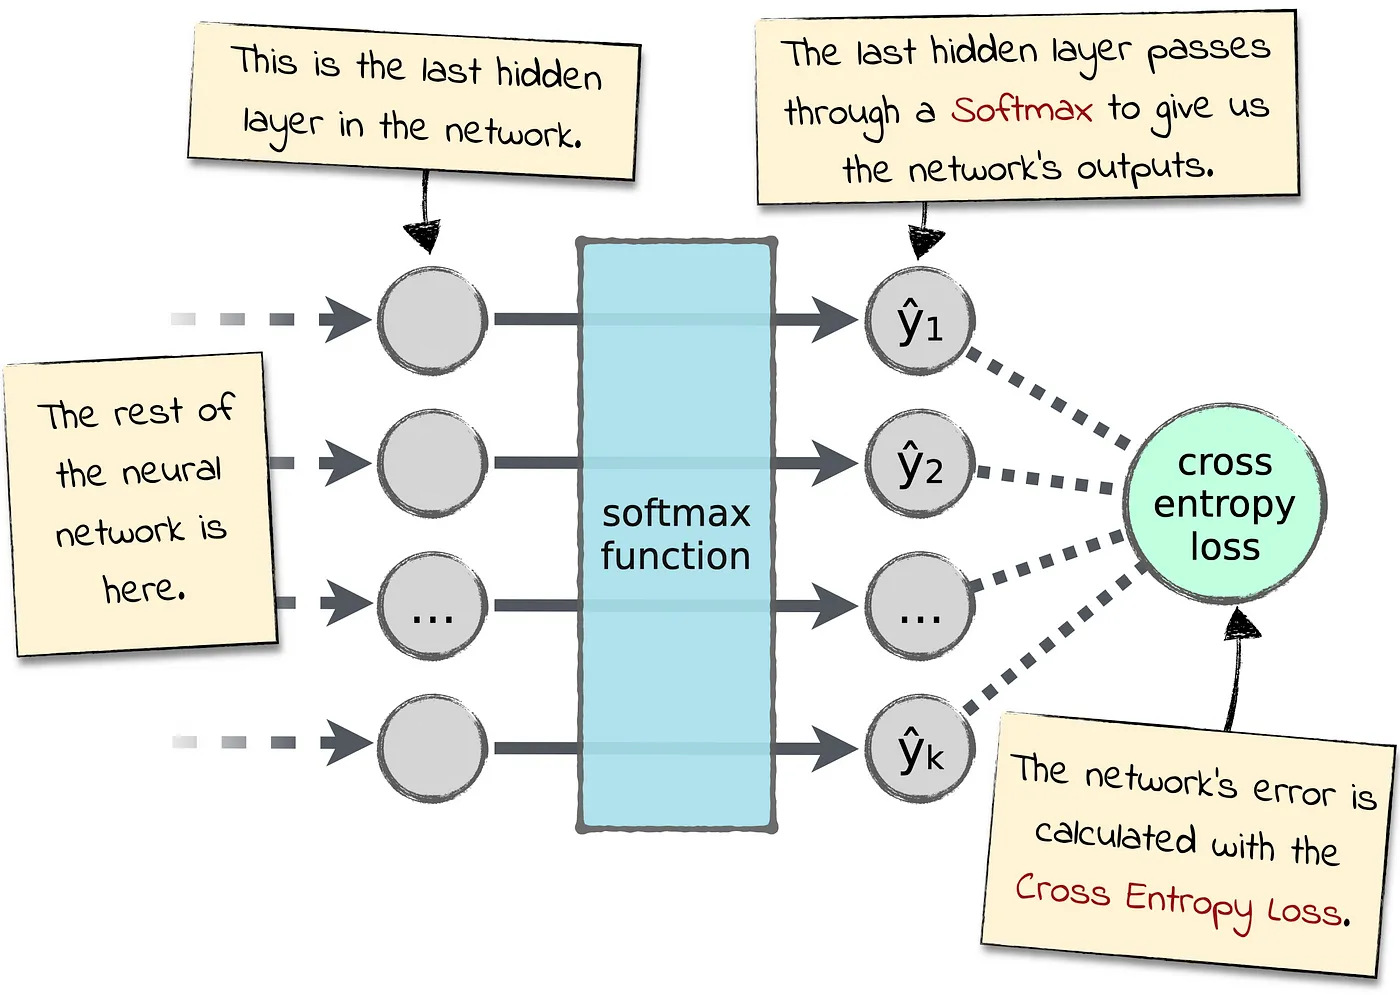 This is the last hidden
layer in the network.
The last hidden layer passes
through a Softmax to give us
the network's outputs.
The rest of
the neural
network is
here.
...
softmax
function
ŷ1
ŷ2
...
ŷk
cross
entropy
loss
The network's error is
calculated with the
Cross Entropy Loss.